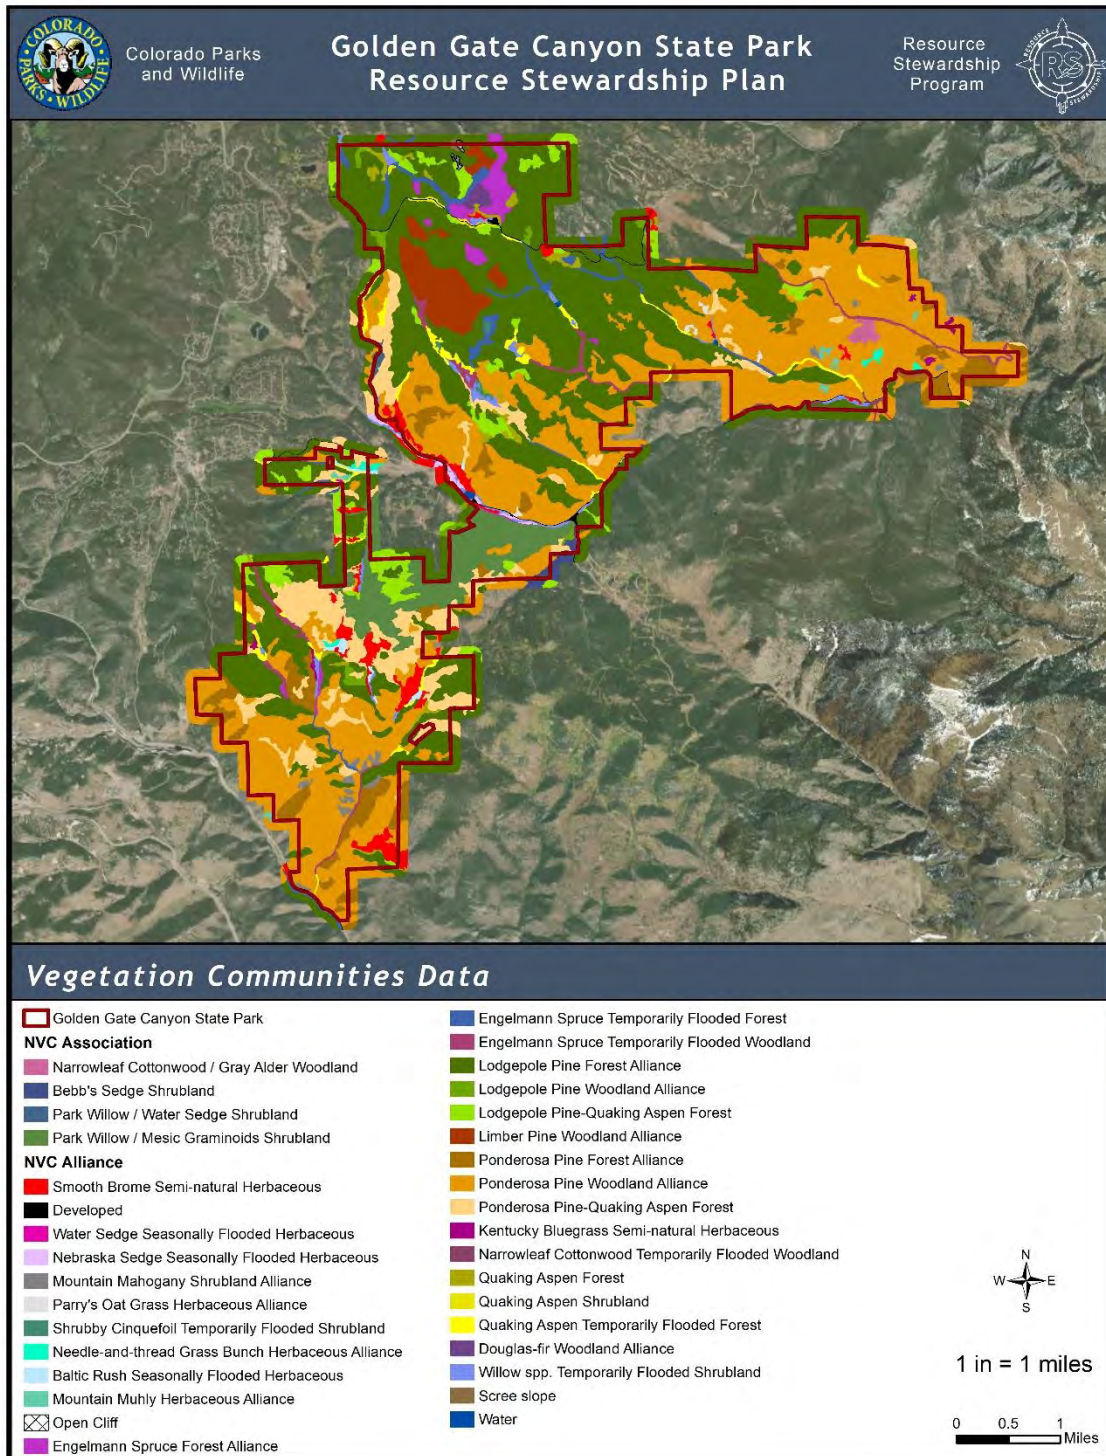 COLORADO
PARKS • WILDLIFE
Colorado Parks
and Wildlife
Golden Gate Canyon State Park
Resource Stewardship Plan
Resource
Stewardship
Program
RESOURCE
RS
STEWARDSHIP
Vegetation Communities Data
Golden Gate Canyon State Park
NVC Association
Narrowleaf Cottonwood / Gray Alder Woodland
Bebb's Sedge Shrubland
Park Willow / Water Sedge Shrubland
Park Willow / Mesic Graminoids Shrubland
NVC Alliance
Smooth Brome Semi-natural Herbaceous
Developed
Water Sedge Seasonally Flooded Herbaceous
Nebraska Sedge Seasonally Flooded Herbaceous
Mountain Mahogany Shrubland Alliance
Parry's Oat Grass Herbaceous Alliance
Shrubby Cinquefoil Temporarily Flooded Shrubland
Needle-and-thread Grass Bunch Herbaceous Alliance
Baltic Rush Seasonally Flooded Herbaceous
Mountain Muhly Herbaceous Alliance
Open Cliff
Engelmann Spruce Forest Alliance
Engelmann Spruce Temporarily Flooded Forest
Engelmann Spruce Temporarily Flooded Woodland
Lodgepole Pine Forest Alliance
Lodgepole Pine Woodland Alliance
Lodgepole Pine-Quaking Aspen Forest
Limber Pine Woodland Alliance
Ponderosa Pine Forest Alliance
Ponderosa Pine Woodland Alliance
Ponderosa Pine-Quaking Aspen Forest
Kentucky Bluegrass Semi-natural Herbaceous
Narrowleaf Cottonwood Temporarily Flooded Woodland
Quaking Aspen Forest
Quaking Aspen Shrubland
Quaking Aspen Temporarily Flooded Forest
Douglas-fir Woodland Alliance
Willow spp. Temporarily Flooded Shrubland
Scree slope
Water
N
W E
S
1 in = 1 miles
0 0.5 1
Miles